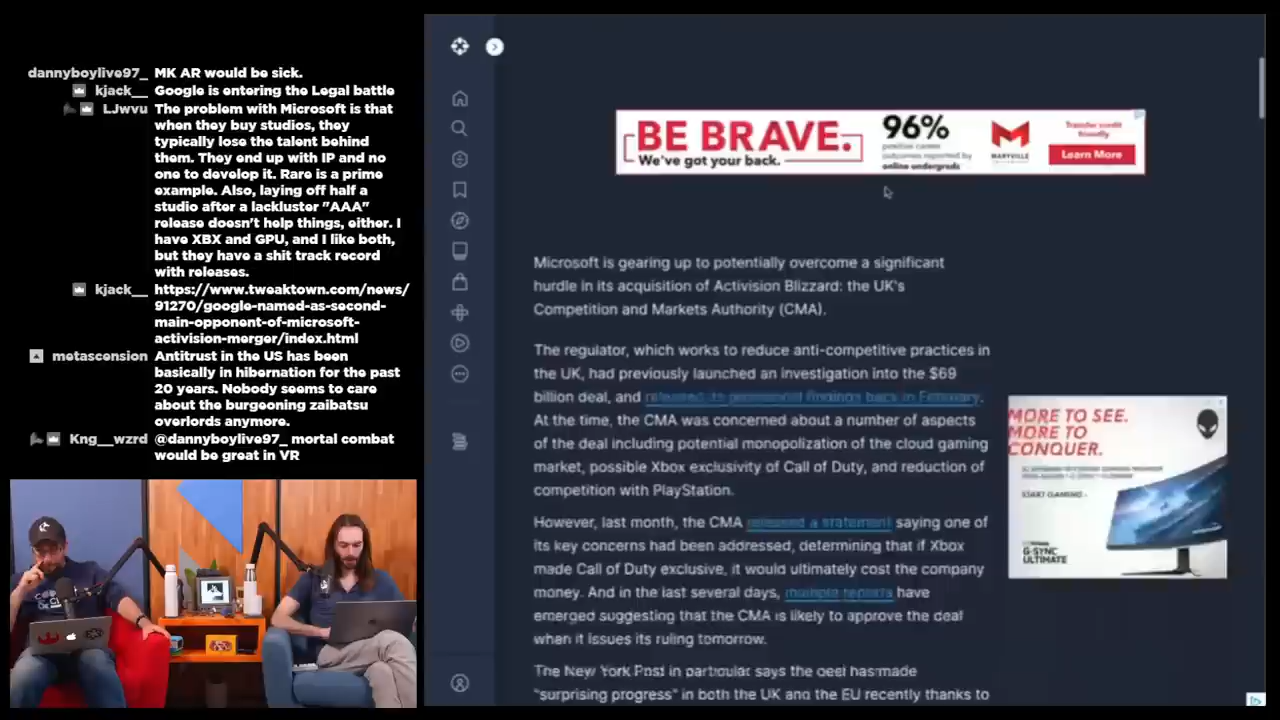 dannyboylive97_ MK AR would be sick.
kjack__ Google is entering the Legal battle
LJwvu The problem with Microsoft is that
when they buy studios, they
typically lose the talent behind
them. They end up with IP and no
one to develop it. Rare is a prime
example. Also, laying off half a
studio after a lackluster "AAA"
release doesn't help things, either. I
have XBX and GPU, and I like both,
but they have a shit track record
with releases.
kjack__ https://www.tweaktown.com/news/
91270/google-named-as-second-
main-opponent-of-microsoft-
activision-merger/index.html
metascension Antitrust in the US has been
basically in hibernation for the past
20 years. Nobody seems to care
about the burgeoning zaibatsu
overlords anymore.
Kng__wzrd @dannyboylive97_ mortal combat
would be great in VR
BE BRAVE.
We've got your back.
96%
positive career
outcomes reported by
online undergrads
MARYVILLE
Transfer credit
friendly
Learn More
Microsoft is gearing up to potentially overcome a significant
hurdle in its acquisition of Activision Blizzard: the UK's
Competition and Markets Authority (CMA).
The regulator, which works to reduce anti-competitive practices in
the UK, had previously launched an investigation into the $69
billion deal, and released its provisional findings back in February.
At the time, the CMA was concerned about a number of aspects
of the deal including potential monopolization of the cloud gaming
market, possible Xbox exclusivity of Call of Duty, and reduction of
competition with PlayStation.
However, last month, the CMA released a statement saying one of
its key concerns had been addressed, determining that if Xbox
made Call of Duty exclusive, it would ultimately cost the company
money. And in the last several days, multiple reports have
emerged suggesting that the CMA is likely to approve the deal
when it issues its ruling tomorrow.
The New York Post in particular says the deal has made
"surprising progress" in both the UK and the EU recently thanks to
MORE TO SEE.
MORE TO
CONQUER.
START GAMING
G-SYNC
ULTIMATE